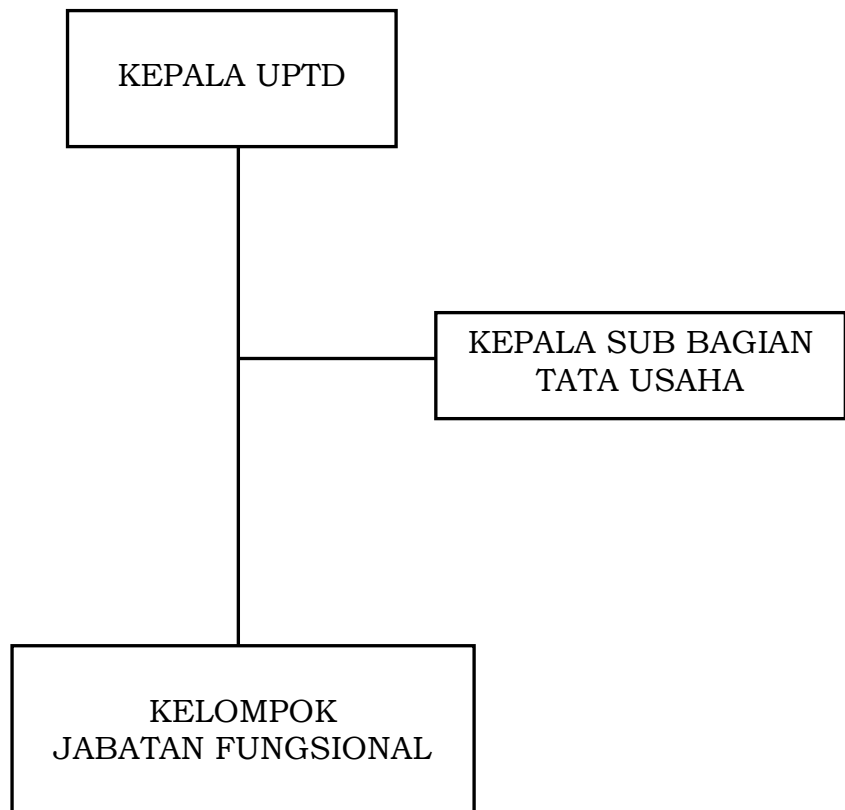 KEPALA UPTD
KEPALA SUB BAGIAN
TATA USAHA
KELOMPOK
JABATAN FUNGSIONAL